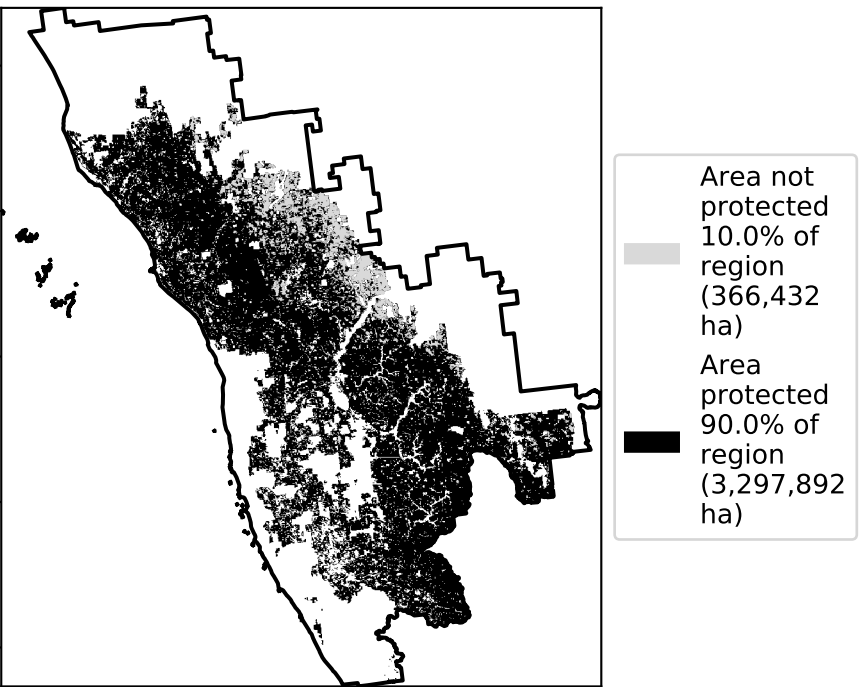 Area not
protected
10.0% of
region
(366,432
ha)
Area
protected
90.0% of
region
(3,297,892
ha)